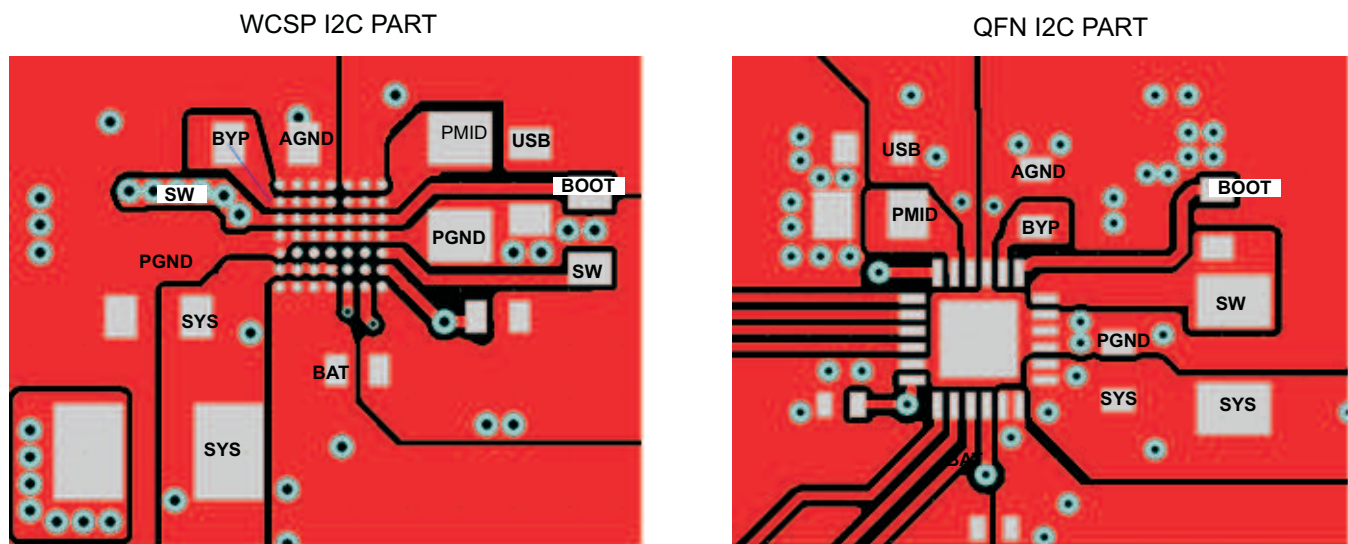 WCSP I2C PART
BYP
AGND
PMID
USB
SW
BOOT
PGND
PGND
SW
SYS
BAT
SYS
QFN I2C PART
USB
AGND
BOOT
PMID
BYP
SW
PGND
SYS
SYS
BAT